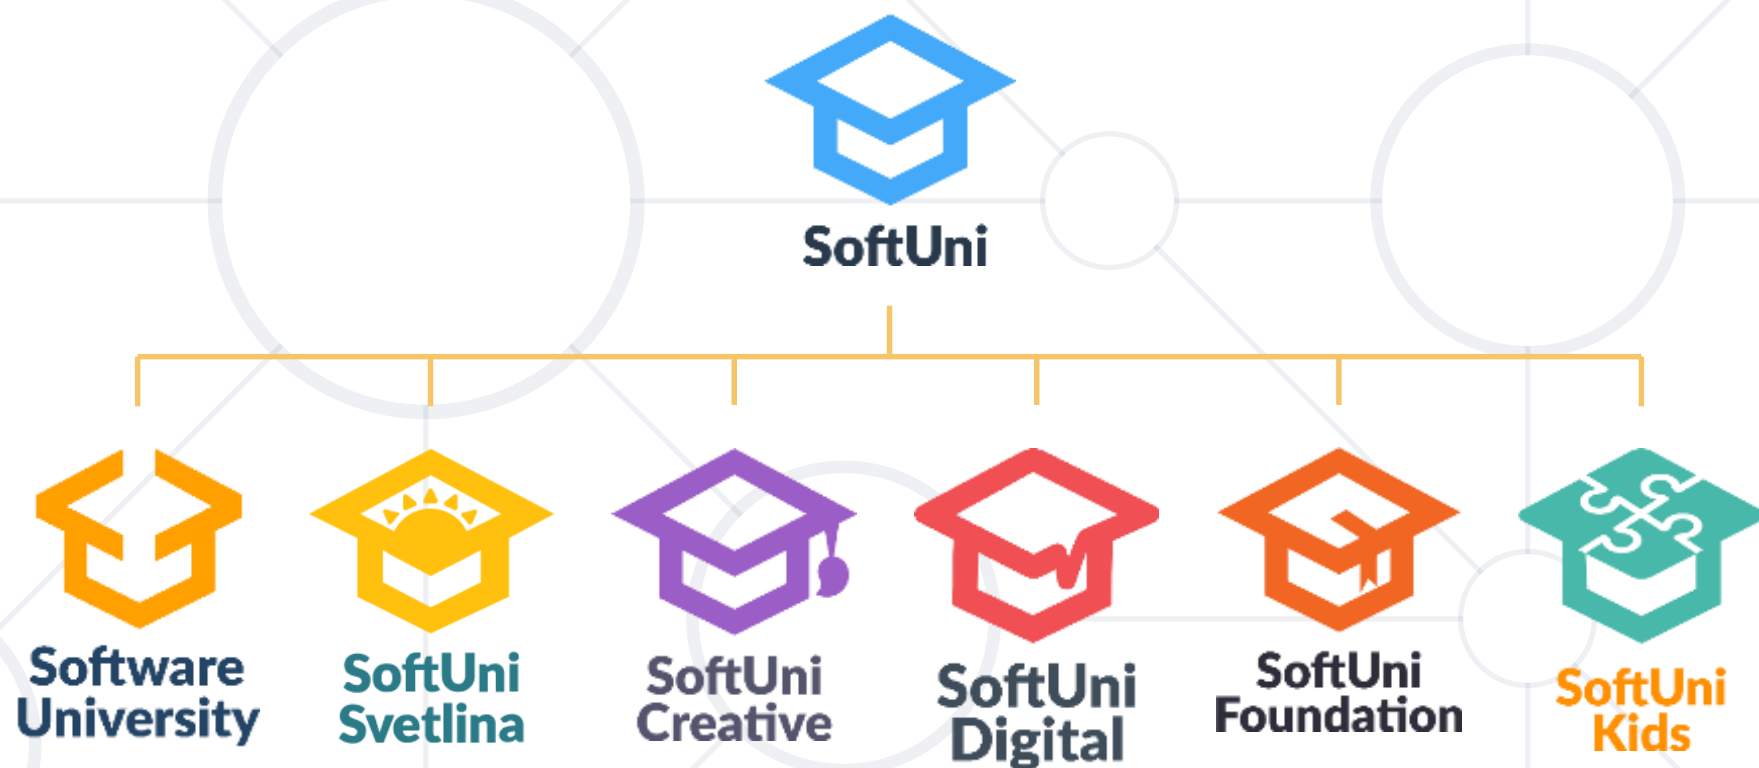 SoftUni
Software
University
SoftUni
Svetlina
SoftUni
Creative
SoftUni
Digital
SoftUni
Foundation
SoftUni
Kids